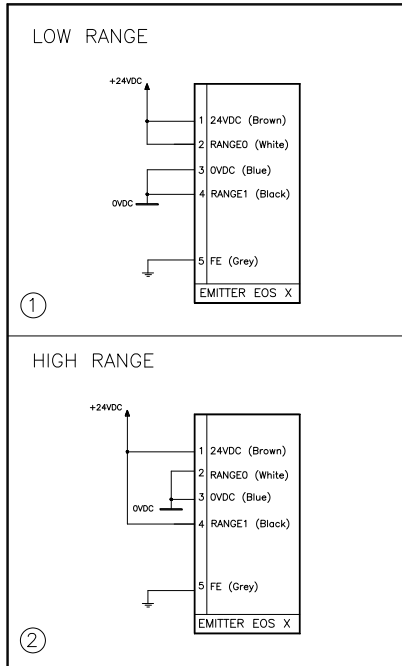 LOW RANGE
+24VDC
1 24VDC (Brown)
2 RANGE0 (White)
3 0VDC (Blue)
0VDC
4 RANGE1 (Black)
5 FE (Grey)
EMITTER EOS X
1
HIGH RANGE
+24VDC
1 24VDC (Brown)
2 RANGE0 (White)
3 0VDC (Blue)
0VDC
4 RANGE1 (Black)
5 FE (Grey)
EMITTER EOS X
2